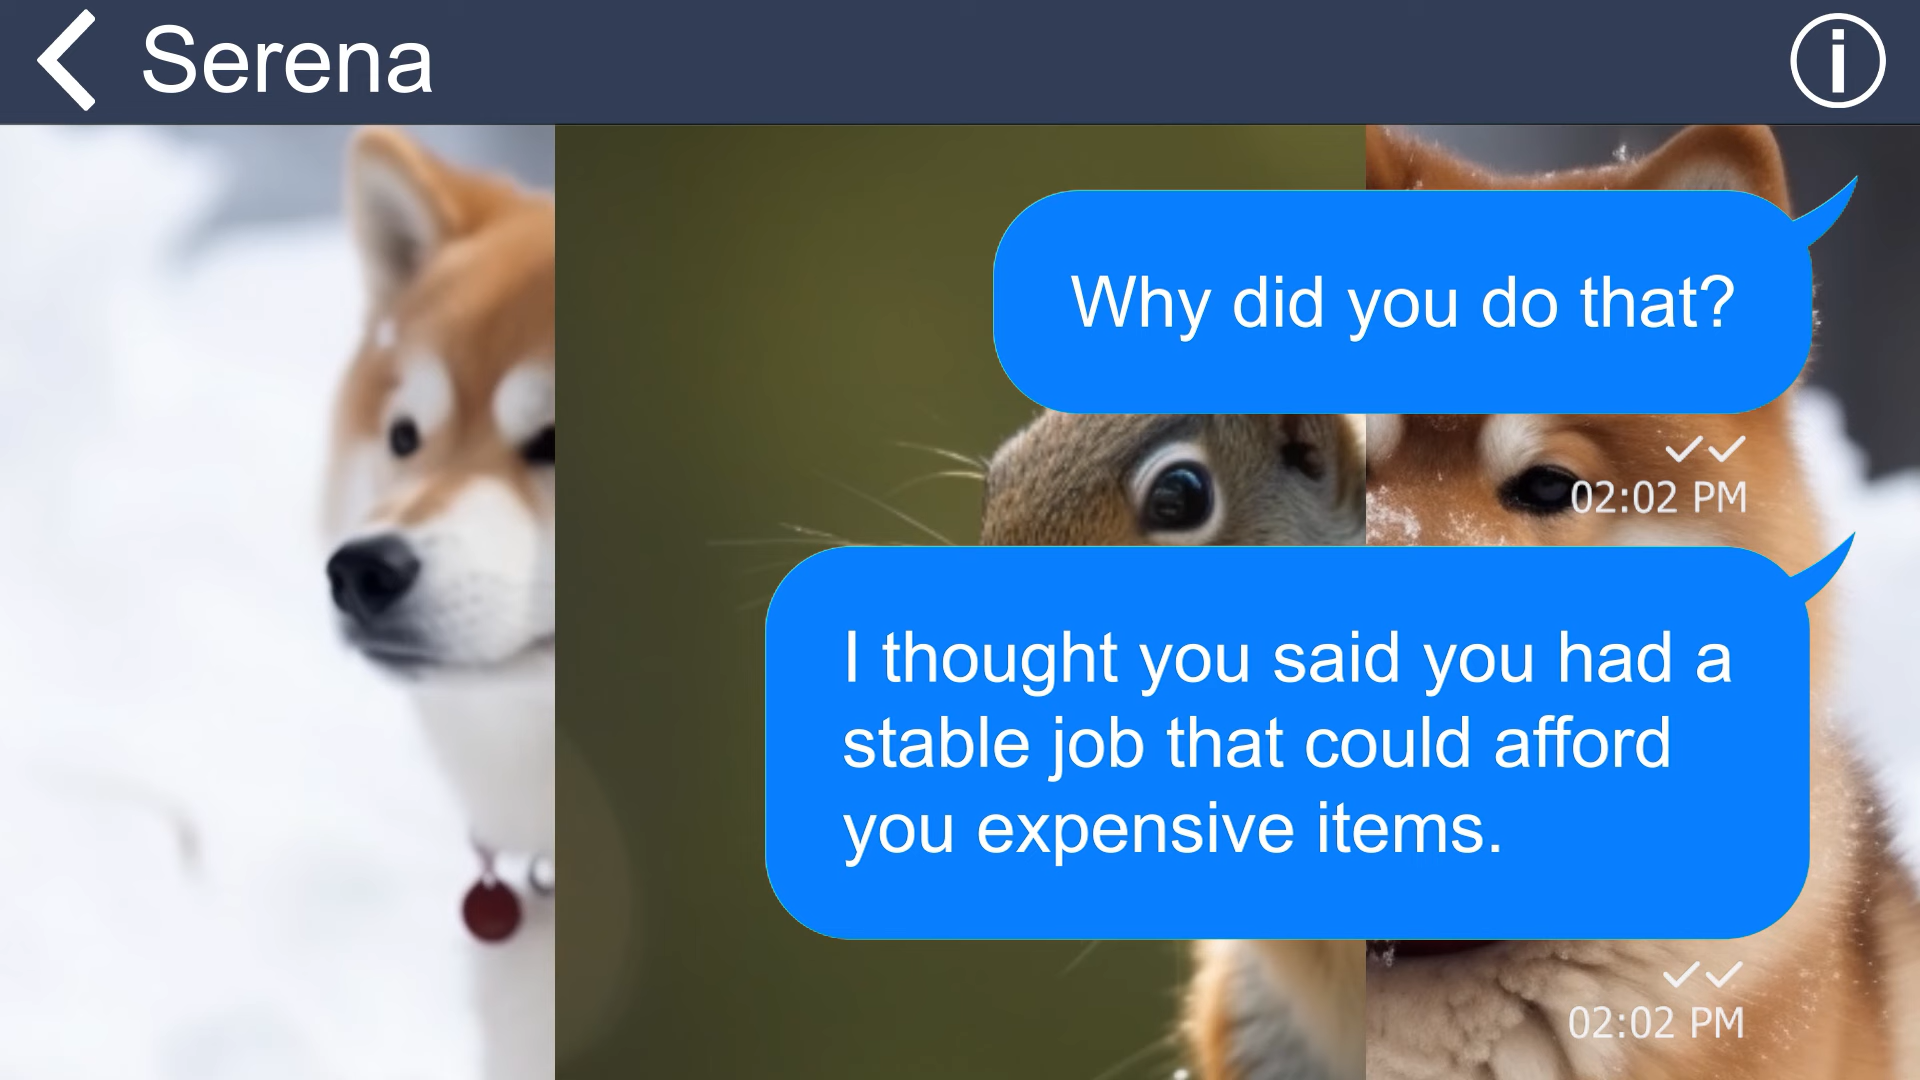 Serena
Why did you do that?
02:02 PM
I thought you said you had a
stable job that could afford
you expensive items.
02:02 PM